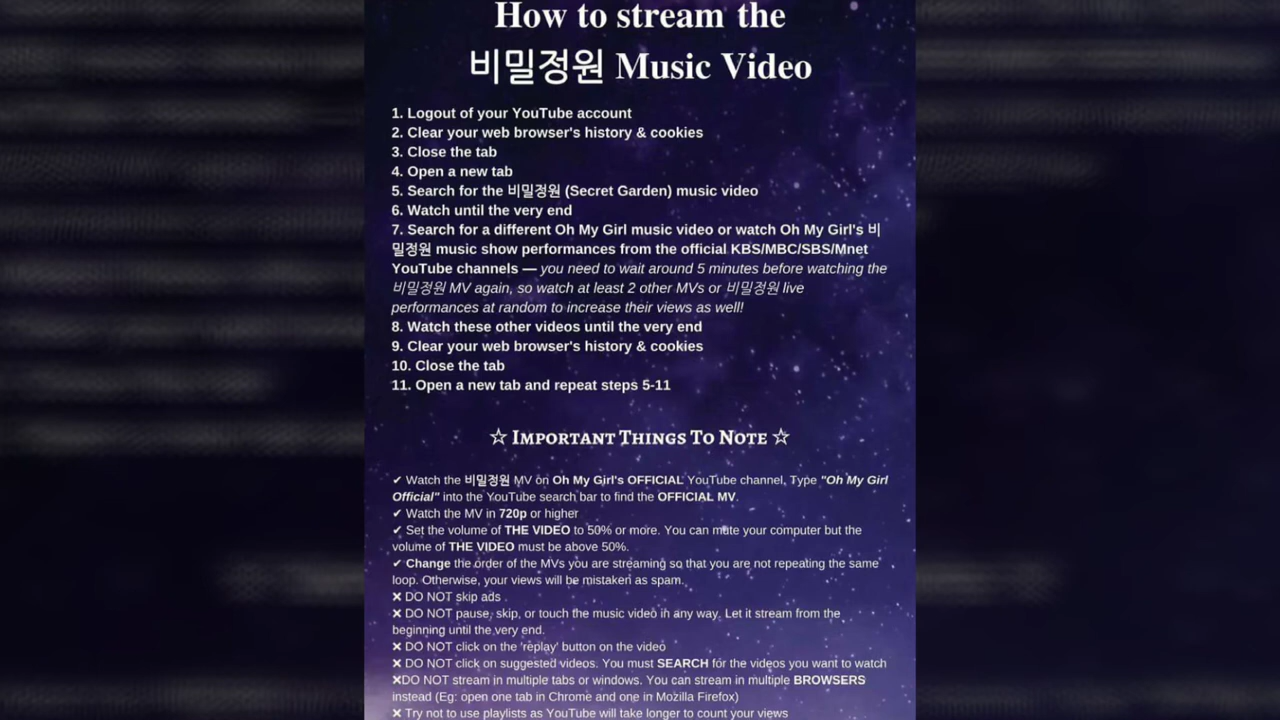 How to stream the
비밀정원 Music Video
1. Logout of your YouTube account
2. Clear your web browser's history & cookies
3. Close the tab
4. Open a new tab
5. Search for the 비밀정원 (Secret Garden) music video
6. Watch until the very end
7. Search for a different Oh My Girl music video or watch Oh My Girl's 비
밀정원 music show performances from the official KBS/MBC/SBS/Mnet
YouTube channels — you need to wait around 5 minutes before watching the
비밀정원 MV again, so watch at least 2 other MVs or 비밀정원 live
performances at random to increase their views as well!
8. Watch these other videos until the very end
9. Clear your web browser's history & cookies
10. Close the tab
11. Open a new tab and repeat steps 5-11
☆ Important Things To Note ☆
✔ Watch the 비밀정원 MV on Oh My Girl's OFFICIAL YouTube channel. Type "Oh My Girl
Official" into the YouTube search bar to find the OFFICIAL MV.
✔ Watch the MV in 720p or higher
✔ Set the volume of THE VIDEO to 50% or more. You can mute your computer but the
volume of THE VIDEO must be above 50%.
✔ Change the order of the MVs you are streaming so that you are not repeating the same
loop. Otherwise, your views will be mistaken as spam.
❌ DO NOT skip ads
❌ DO NOT pause, skip, or touch the music video in any way. Let it stream from the
beginning until the very end.
❌ DO NOT click on the 'replay' button on the video
❌ DO NOT click on suggested videos. You must SEARCH for the videos you want to watch
❌DO NOT stream in multiple tabs or windows. You can stream in multiple BROWSERS
instead (Eg: open one tab in Chrome and one in Mozilla Firefox)
❌ Try not to use playlists as YouTube will take longer to count your views